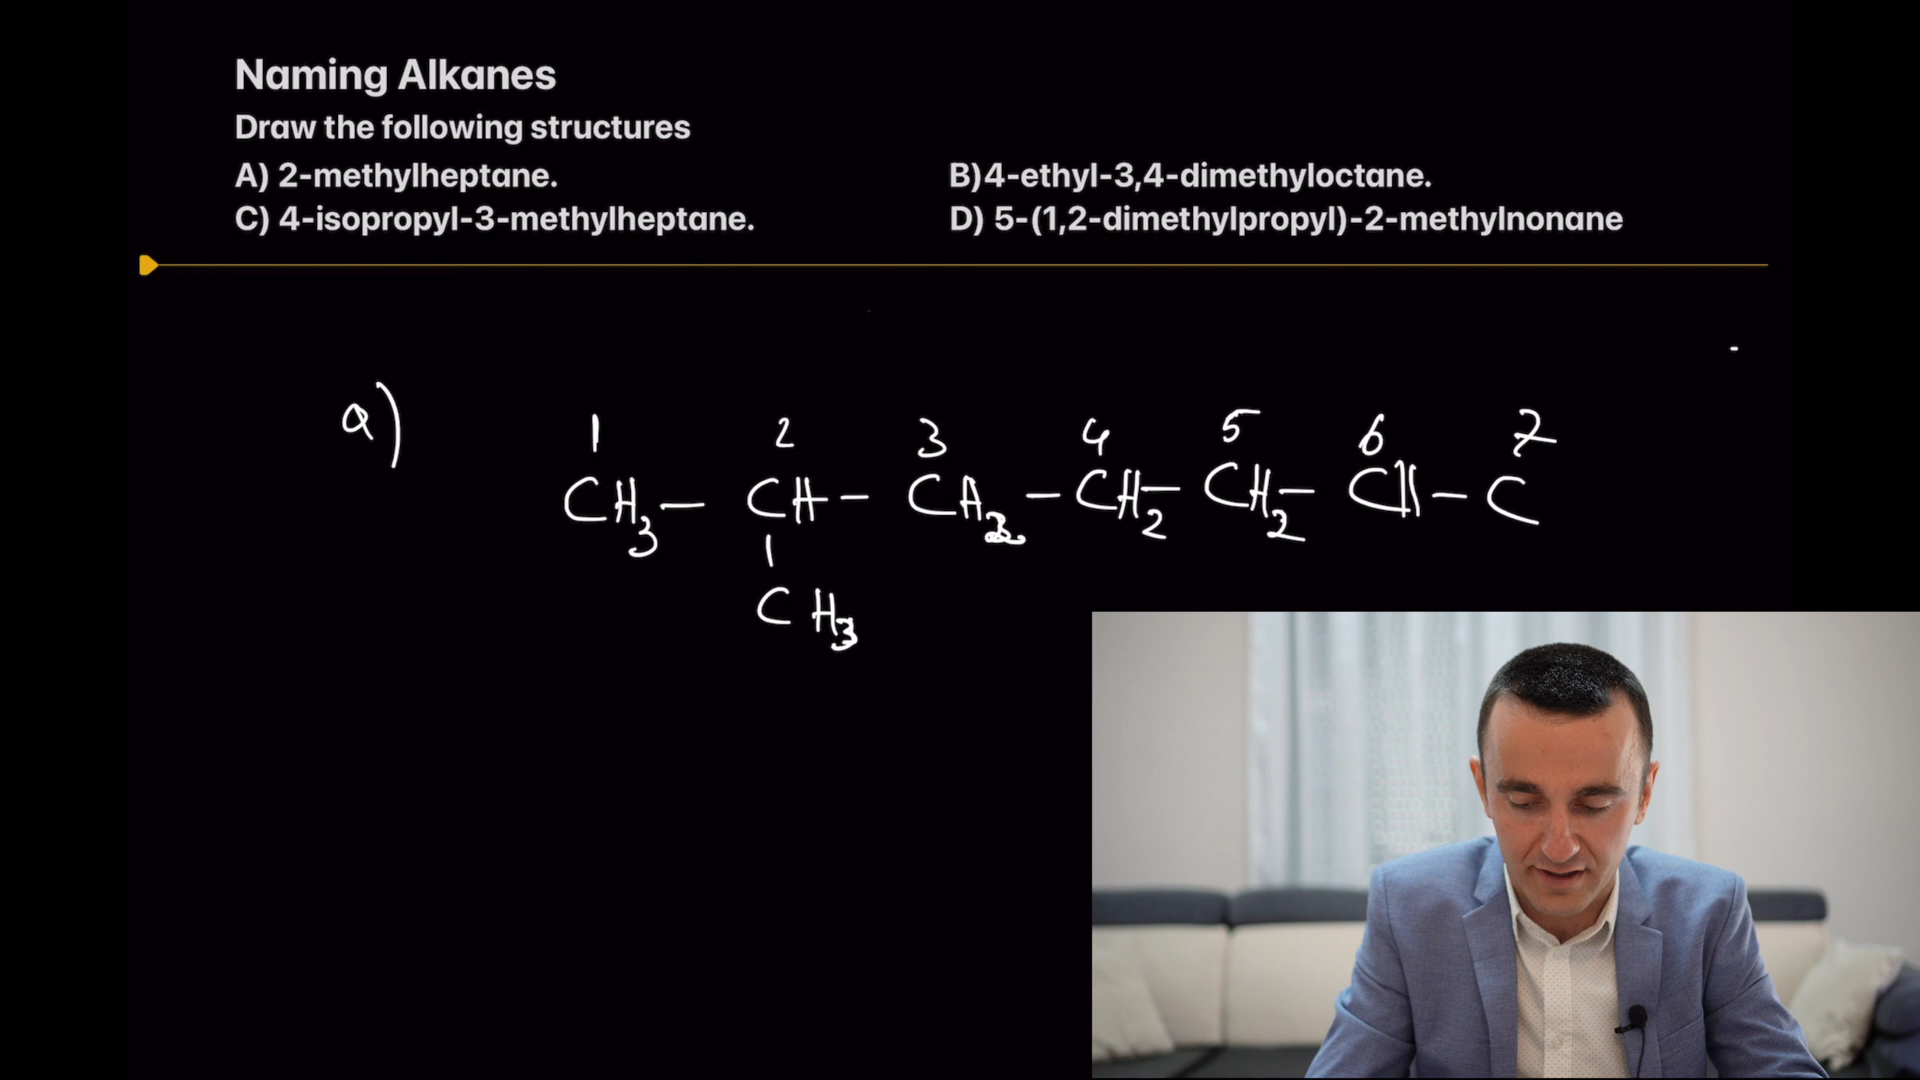 Naming Alkanes
Draw the following structures
A) 2-methylheptane.
B)4-ethyl-3,4-dimethyloctane.
C) 4-isopropyl-3-methylheptane.
D) 5-(1,2-dimethylpropyl)-2-methylnonane
a)
1 2 3 4 5 6 7
CH3 – CH – CH2 – CH2 – CH2 – CH – C
|
CH3